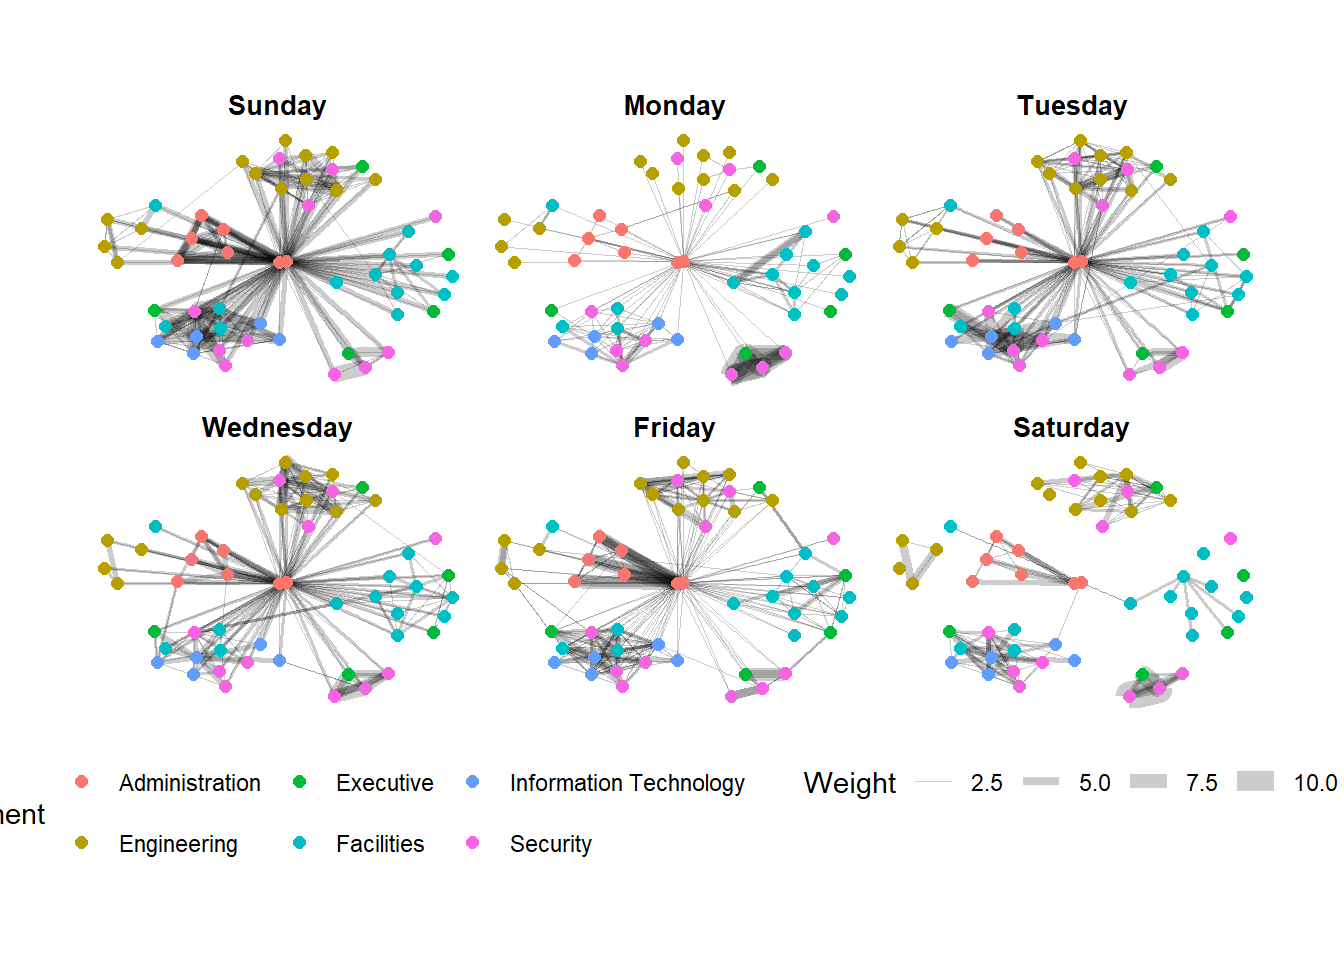 Sunday Monday Tuesday
Wednesday Friday Saturday
Administration Executive Information Technology Weight 2.5 5.0 7.5 10.0
nent
Engineering Facilities Security